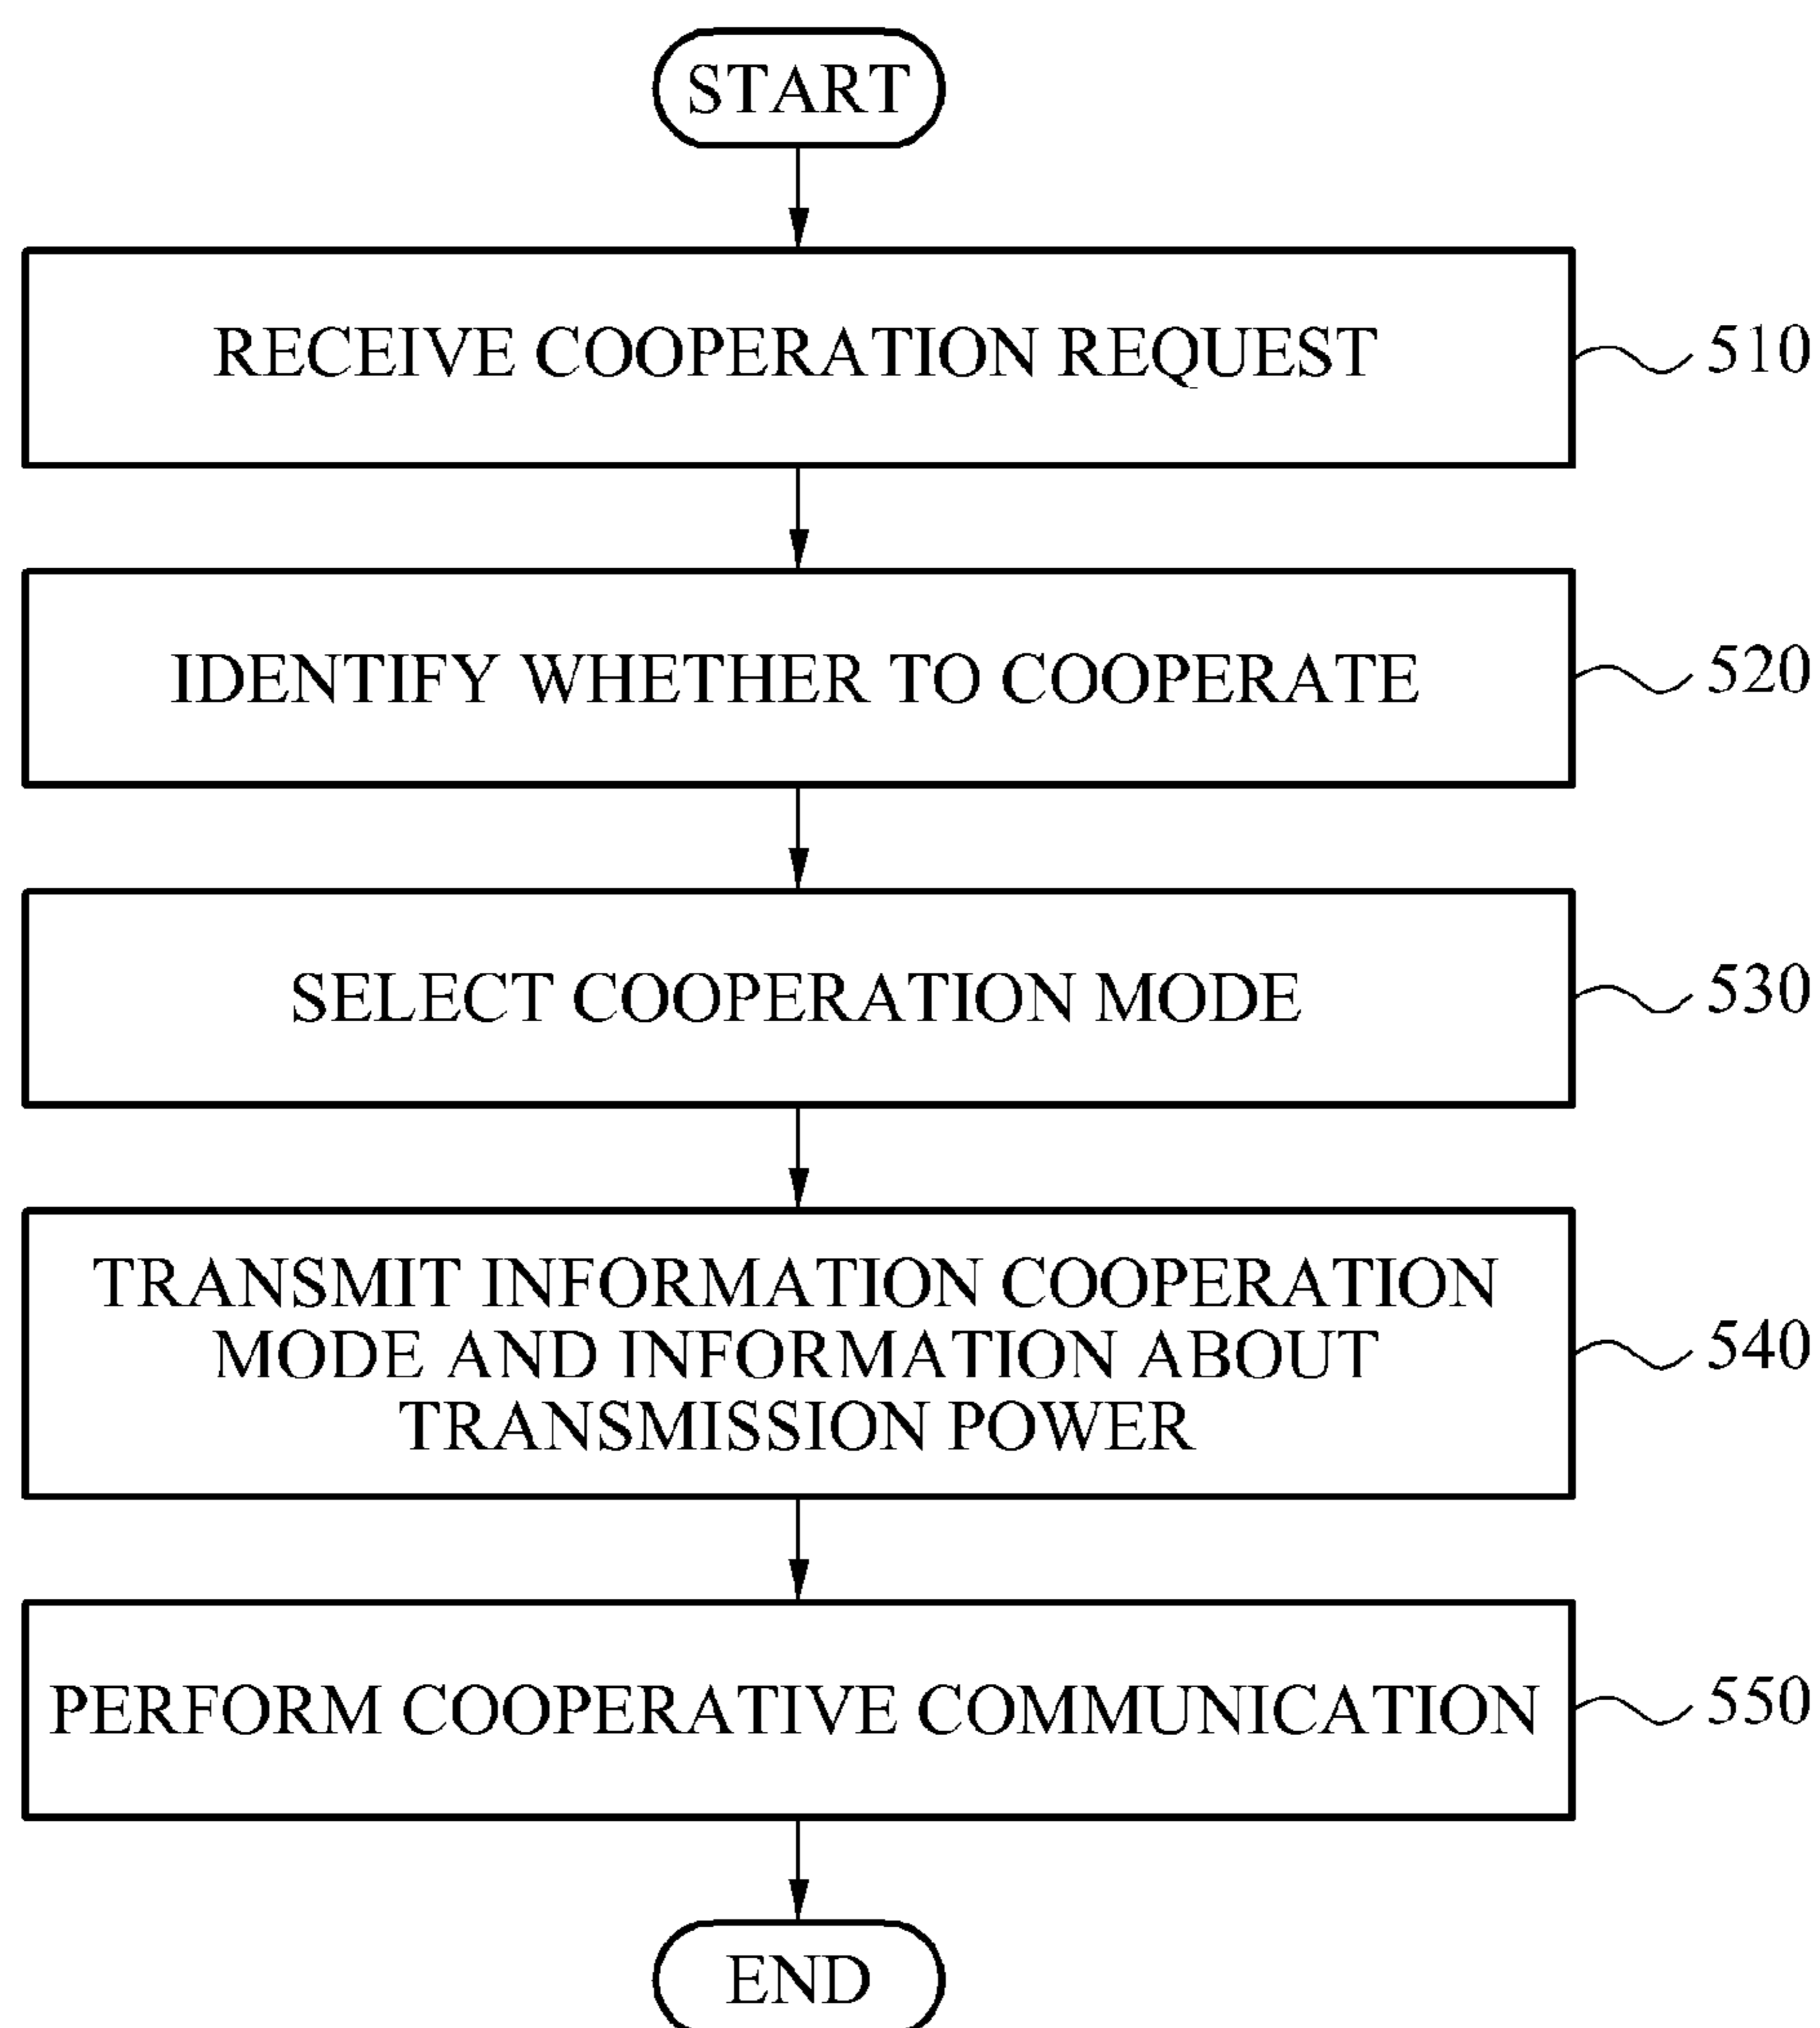 START
RECEIVE COOPERATION REQUEST
510
IDENTIFY WHETHER TO COOPERATE
520
SELECT COOPERATION MODE
530
TRANSMIT INFORMATION COOPERATION
MODE AND INFORMATION ABOUT
TRANSMISSION POWER
540
PERFORM COOPERATIVE COMMUNICATION
550
END